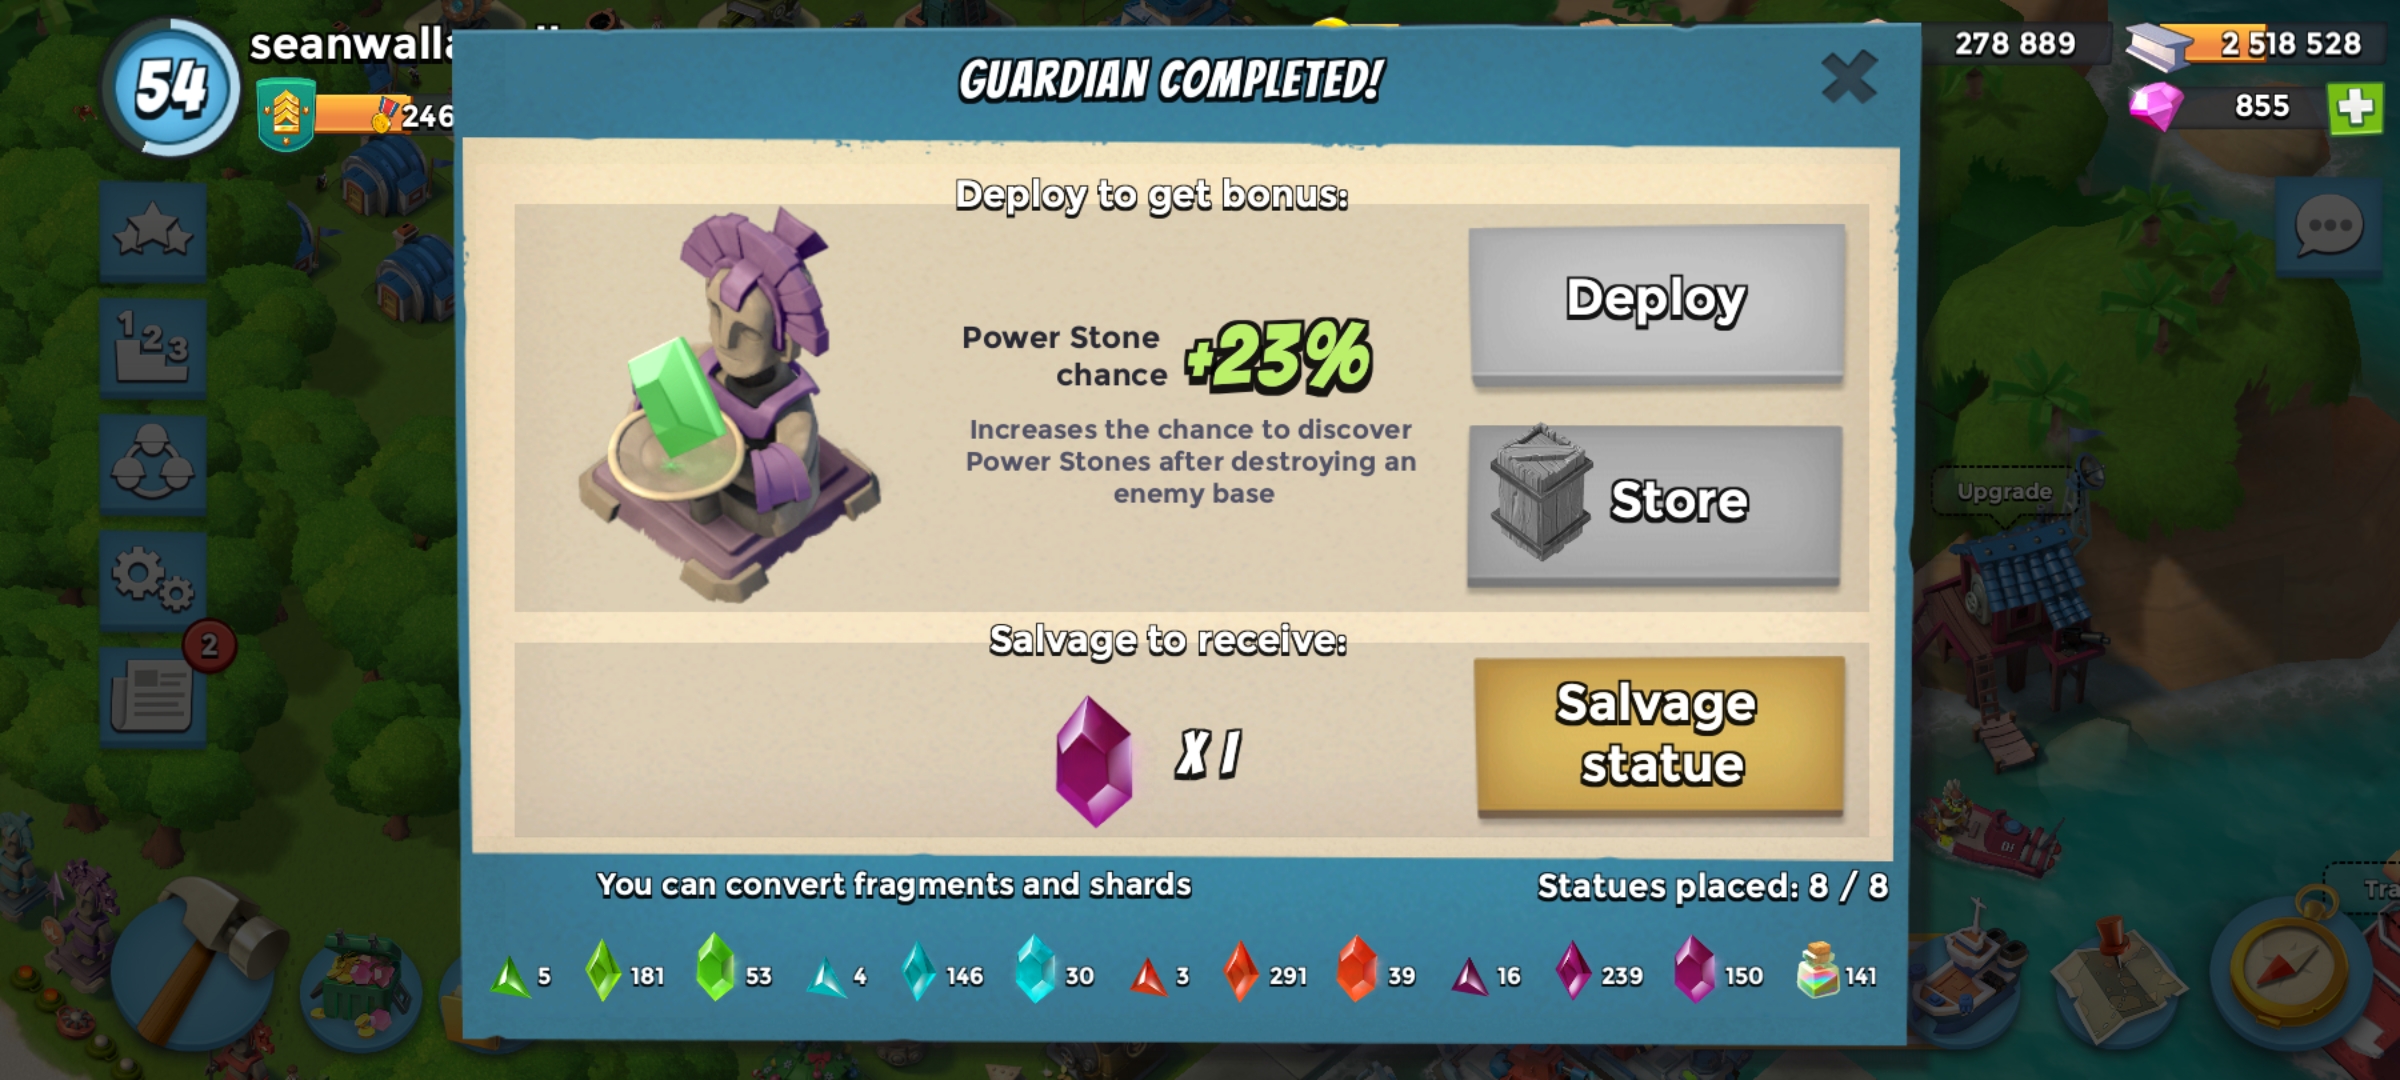 54
GUARDIAN COMPLETED!
278 889
2 518 528
246
855
Deploy to get bonus:
Deploy
1 2 3
Power Stone
chance
+23%
Increases the chance to discover
Power Stones after destroying an
enemy base
Store
Upgrade
2
Salvage to receive:
X 1
Salvage
statue
You can convert fragments and shards
Statues placed: 8 / 8
5 181 53 4 146 30 3 291 39 16 239 150 141